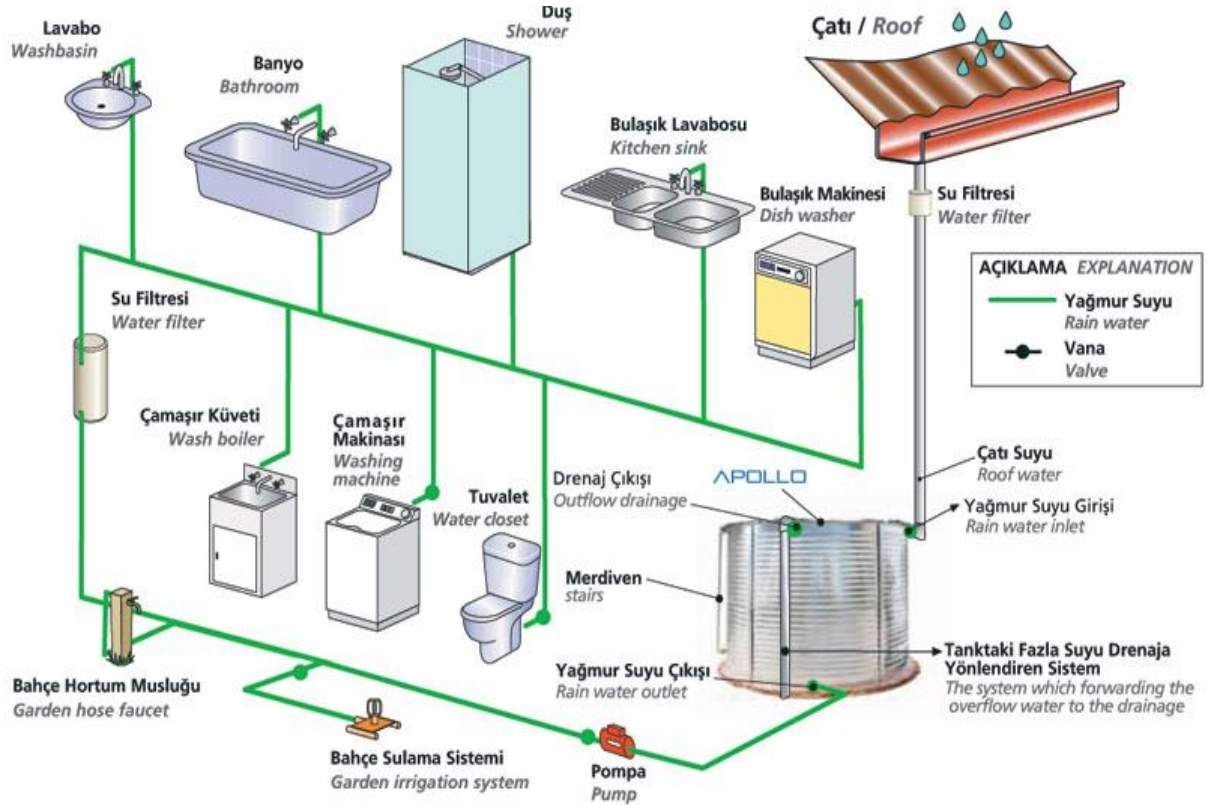 Lavabo
Washbasin
Banyo
Bathroom
Duş
Shower
Çatı / Roof
Bulaşık Lavabosu
Kitchen sink
Bulaşık Makinesi
Dish washer
Su Filtresi
Water filter
AÇIKLAMA EXPLANATION
Yağmur Suyu
Rain water
Vana
Valve
Su Filtresi
Water filter
Çamaşır Küveti
Wash boiler
Çamaşır
Makinası
Washing
machine
Tuvalet
Water closet
Drenaj Çıkışı
Outflow drainage
APOLLO
Çatı Suyu
Roof water
Yağmur Suyu Girişi
Rain water inlet
Merdiven
stairs
Yağmur Suyu Çıkışı
Rain water outlet
Tanktaki Fazla Suyu Drenaja
Yönlendiren Sistem
The system which forwarding the
overflow water to the drainage
Bahçe Hortum Musluğu
Garden hose faucet
Bahçe Sulama Sistemi
Garden irrigation system
Pompa
Pump